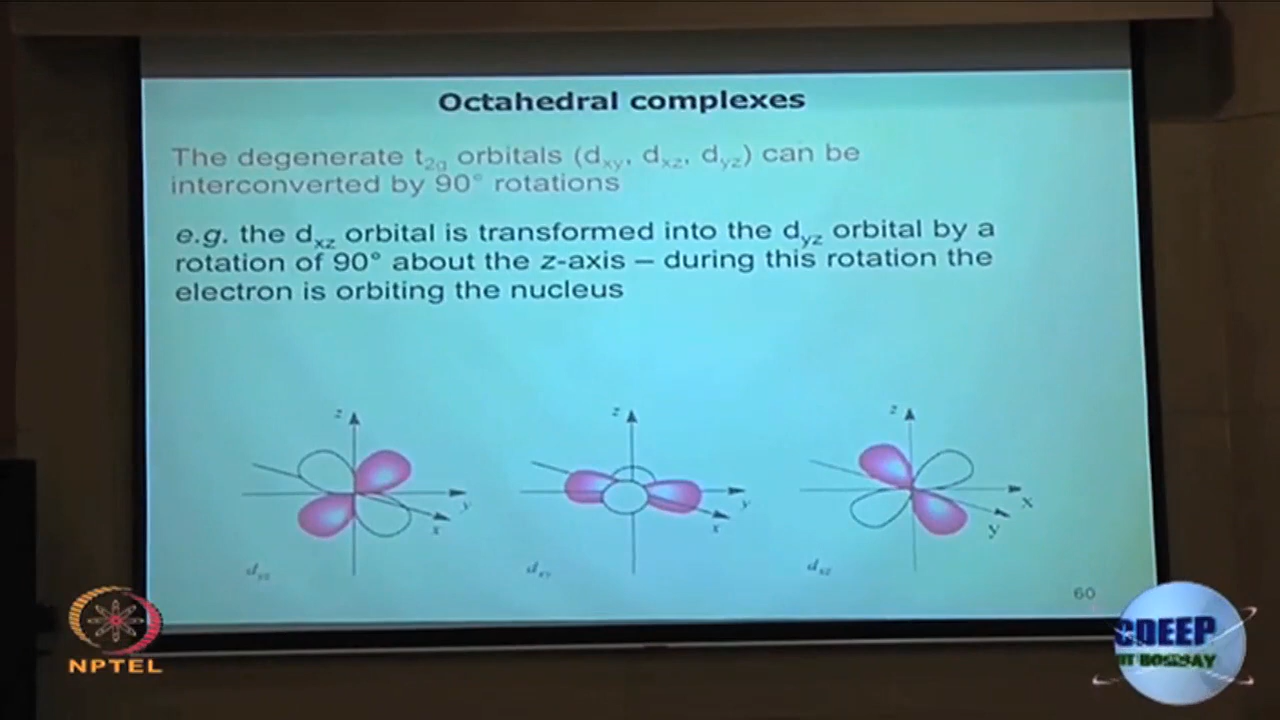 Octahedral complexes
The degenerate t₂g orbitals (dxy, dxz, dyz) can be
interconverted by 90° rotations
e.g. the dxz orbital is transformed into the dyz orbital by a
rotation of 90° about the z-axis – during this rotation the
electron is orbiting the nucleus
z
y
x
dyz
z
y
x
dxy
z
x
y
dxz
60
NPTEL
CDEEP
IIT BOMBAY